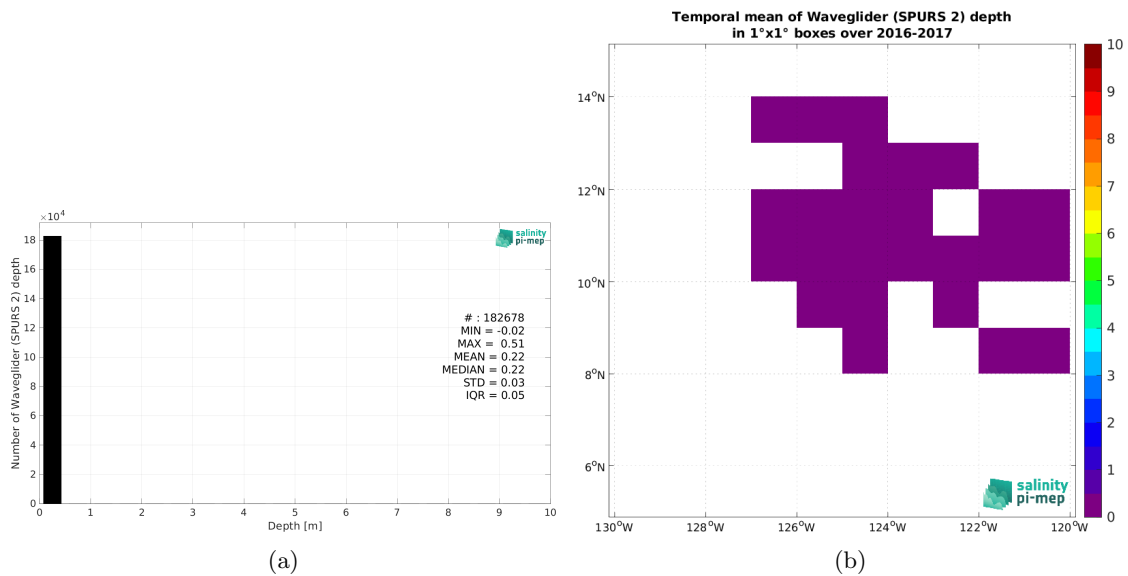 ×10⁴
18
16
14
12
10
8
6
4
2
0
Number of Waveglider (SPURS 2) depth
salinity
pi-mep
# : 182678
MIN = -0.02
MAX = 0.51
MEAN = 0.22
MEDIAN = 0.22
STD = 0.03
IQR = 0.05
0 1 2 3 4 5 6 7 8 9 10
Depth [m]
(a)
Temporal mean of Waveglider (SPURS 2) depth
in 1°x1° boxes over 2016-2017
14°N
12°N
10°N
8°N
6°N
130°W 128°W 126°W 124°W 122°W 120°W
salinity
pi-mep
10
9
8
7
6
5
4
3
2
1
0
(b)